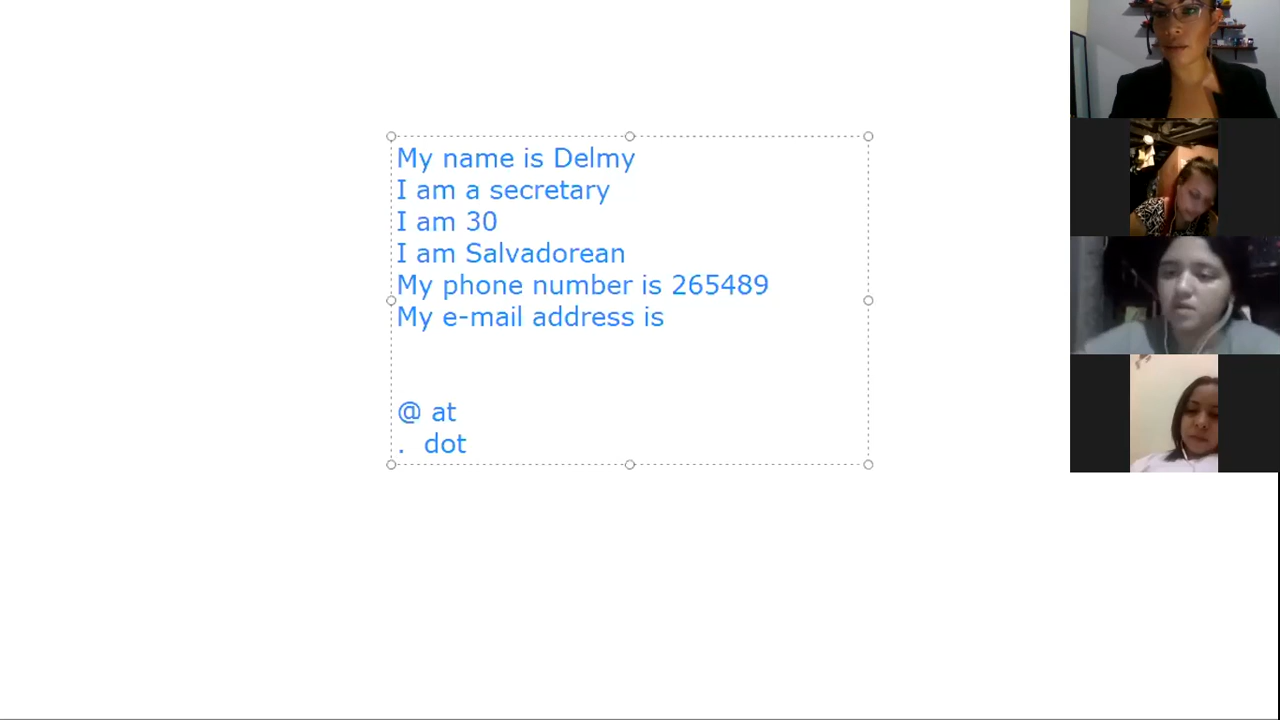 My name is Delmy
I am a secretary
I am 30
I am Salvadorean
My phone number is 265489
My e-mail address is
@ at
. dot